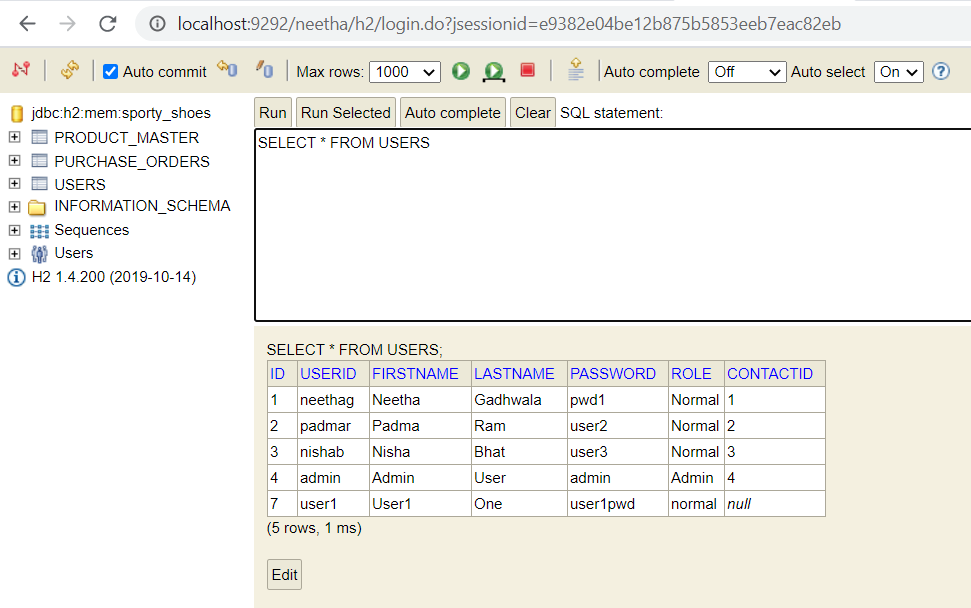 localhost:9292/neetha/h2/login.do?jsessionid=e9382e04be12b875b5853eeb7eac82eb
Auto commit Max rows: 1000 Auto complete Off Auto select On
jdbc:h2:mem:sporty_shoes
PRODUCT_MASTER
PURCHASE_ORDERS
USERS
INFORMATION_SCHEMA
Sequences
Users
H2 1.4.200 (2019-10-14)
Run Run Selected Auto complete Clear SQL statement:
SELECT * FROM USERS
SELECT * FROM USERS;
ID USERID FIRSTNAME LASTNAME PASSWORD ROLE CONTACTID
1 neethag Neetha Gadhwala pwd1 Normal 1
2 padmar Padma Ram user2 Normal 2
3 nishab Nisha Bhat user3 Normal 3
4 admin Admin User admin Admin 4
7 user1 User1 One user1pwd normal null
(5 rows, 1 ms)
Edit